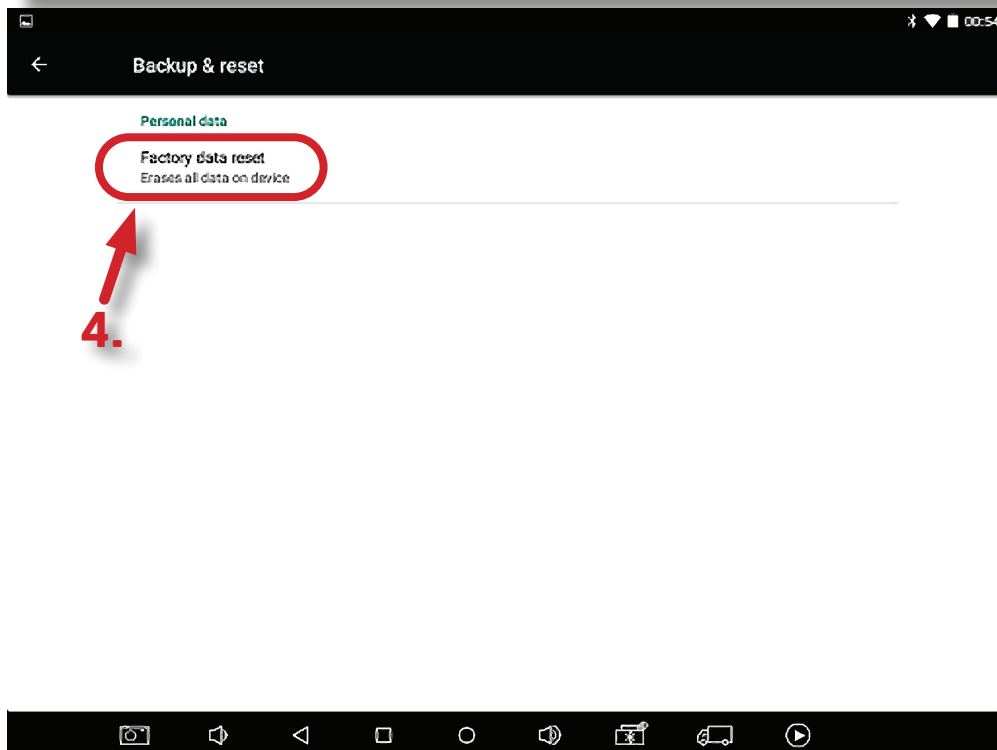 00:54
Backup & reset
Personal data
Factory data reset
Erases all data on device
4.